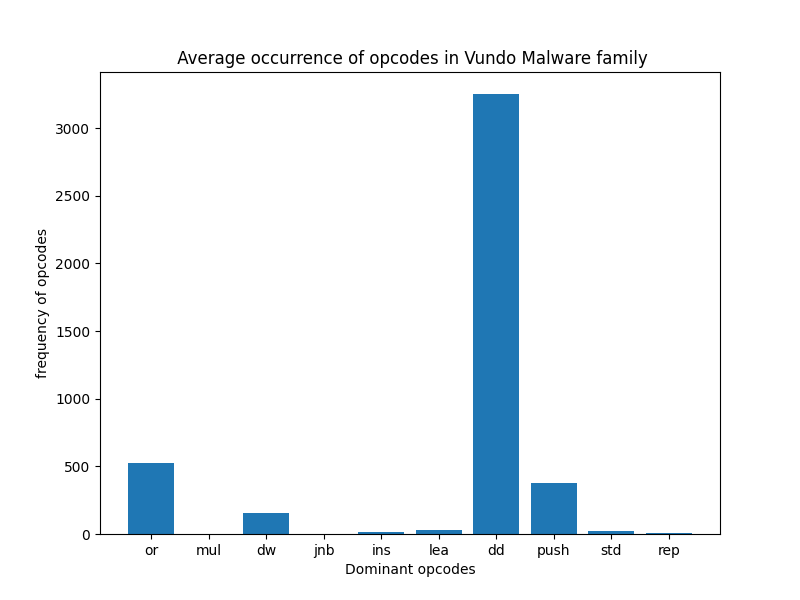 Average occurrence of opcodes in Vundo Malware family
frequency of opcodes
3000
2500
2000
1500
1000
500
0
or mul dw jnb ins lea dd push std rep
Dominant opcodes